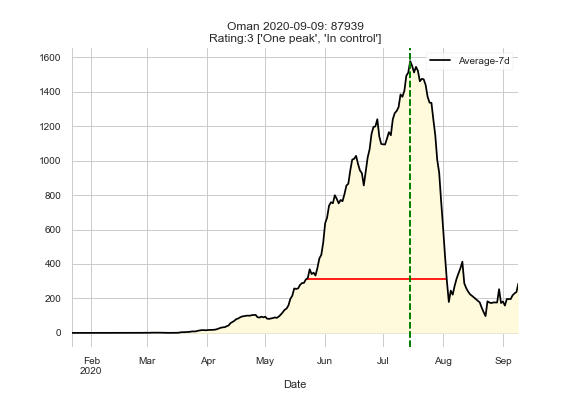 Oman 2020-09-09: 87939
Rating:3 ['One peak', 'In control']
Average-7d
1600
1400
1200
1000
800
600
400
200
0
Feb Mar Apr May Jun Jul Aug Sep
2020
Date